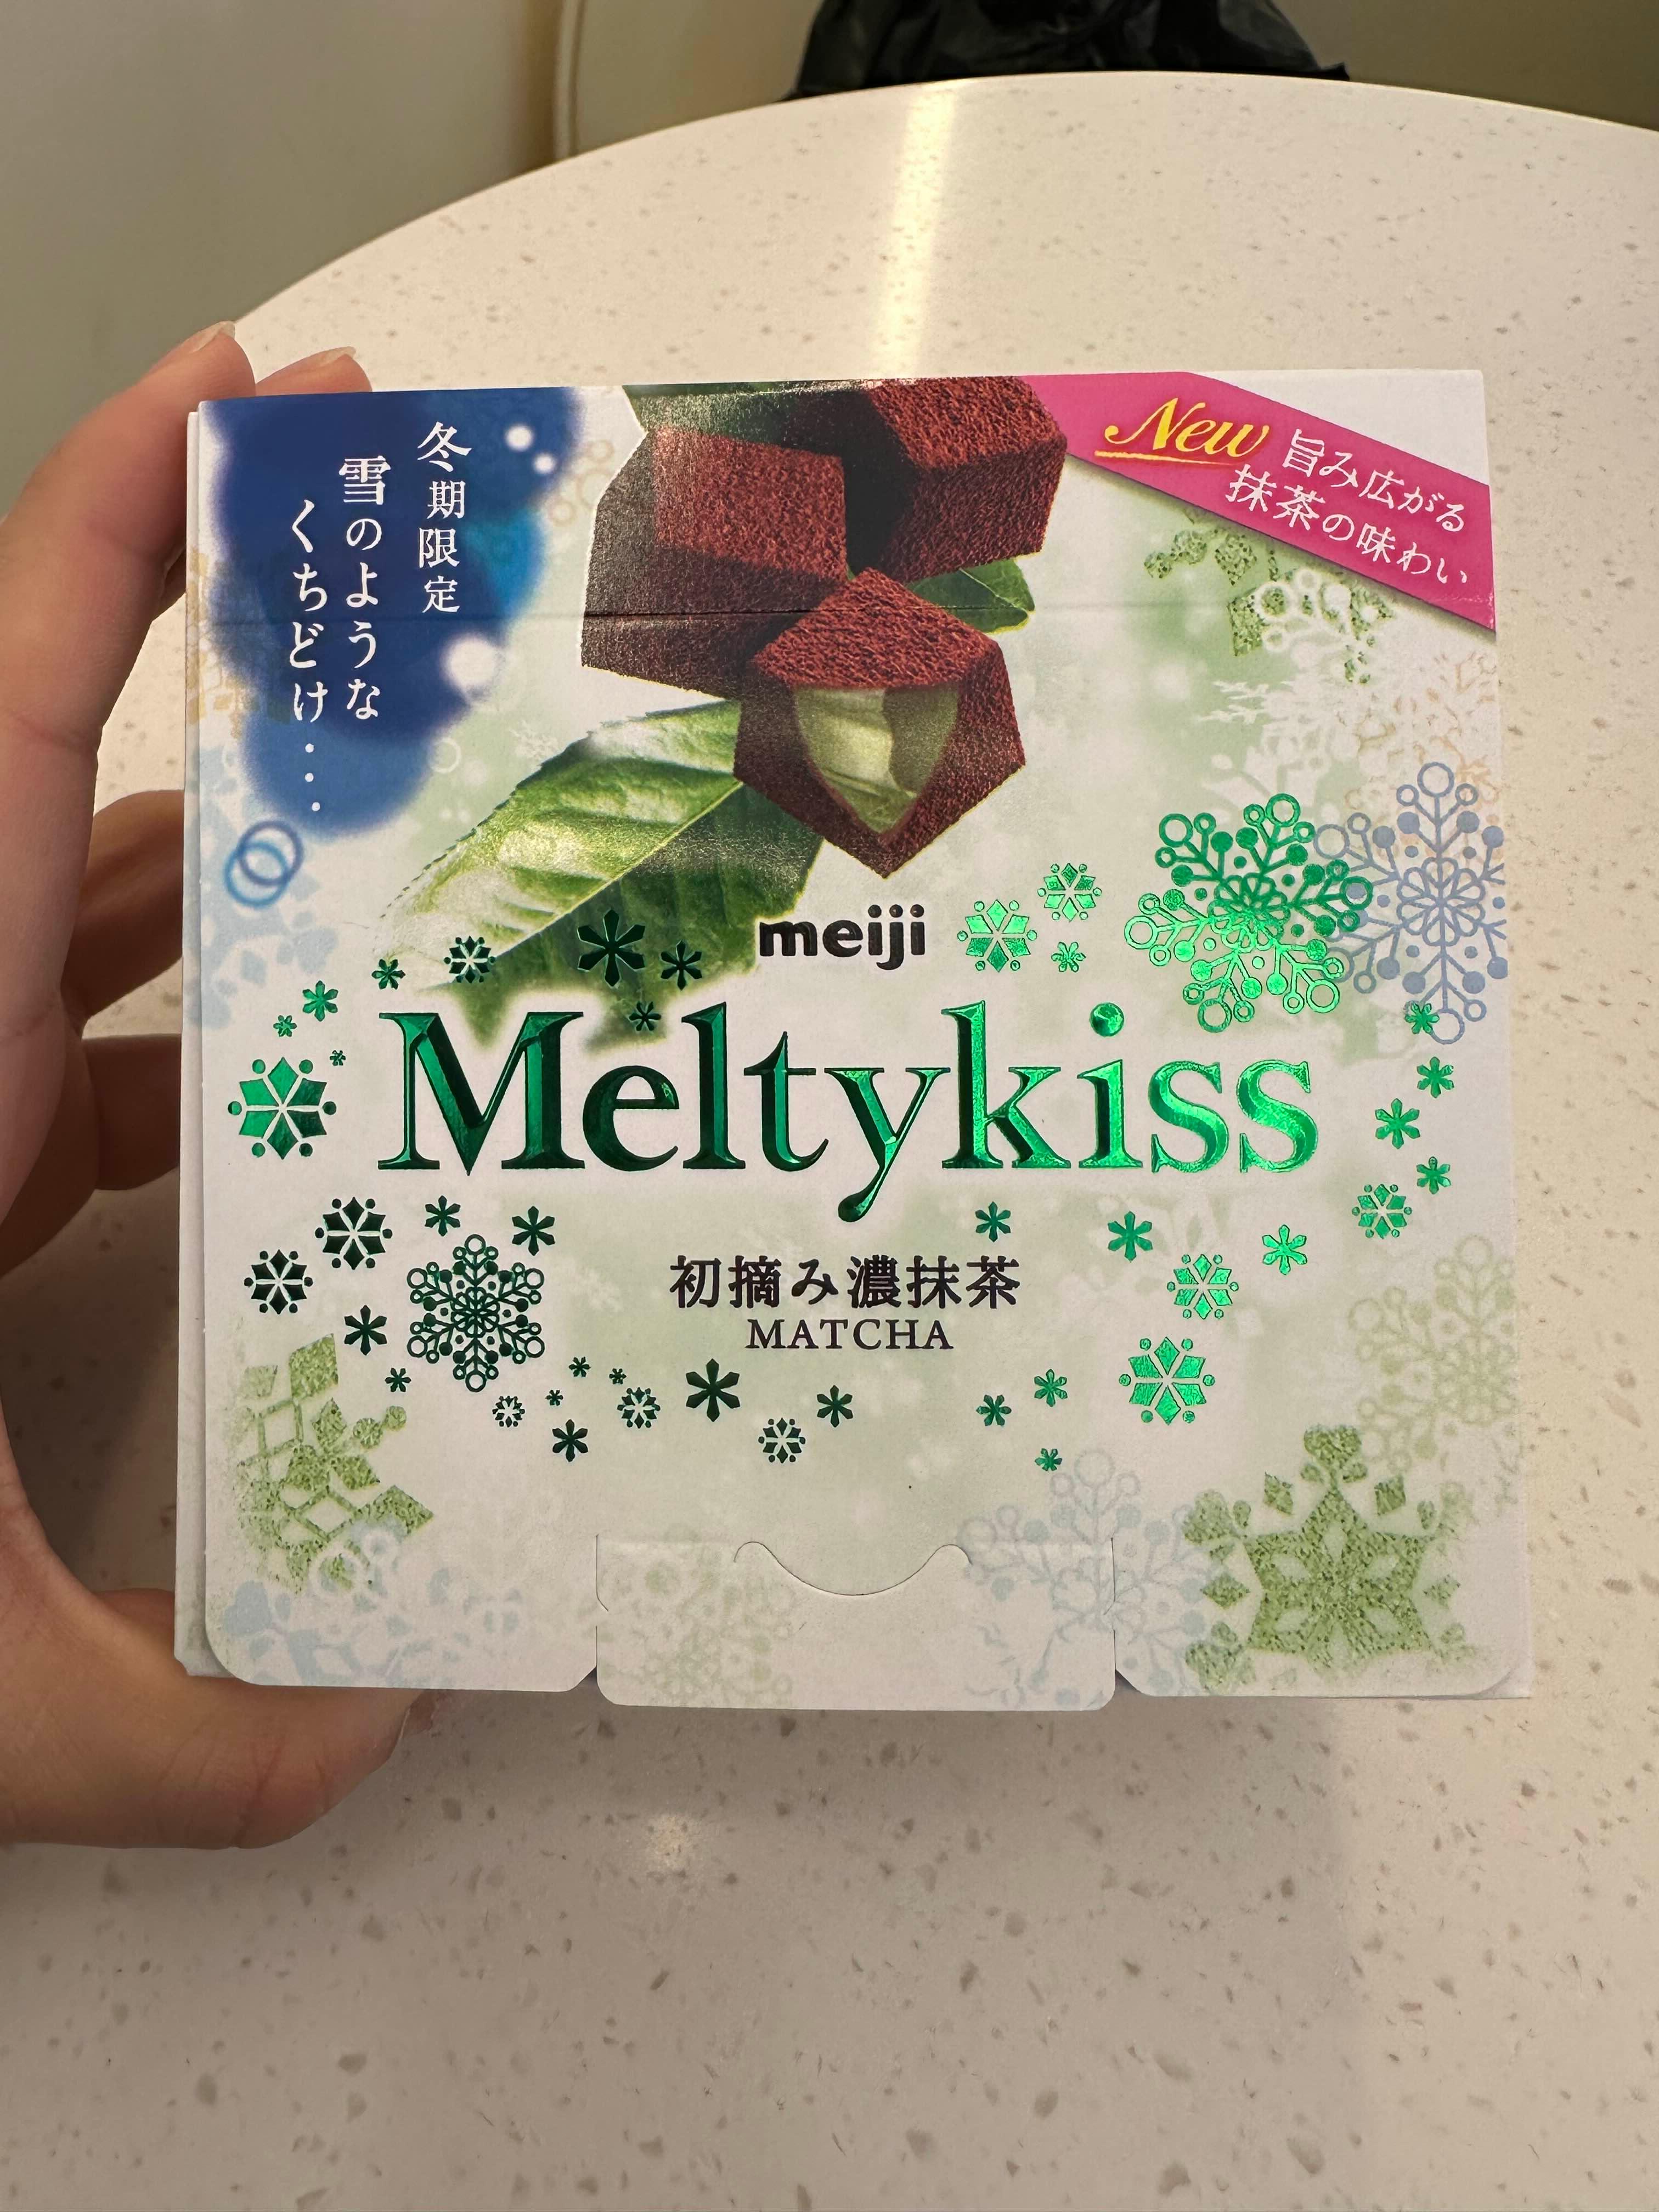 冬期限定
雪のような
くちどけ・・・
New 旨み広がる
抹茶の味わい
meiji
Meltykiss
初摘み濃抹茶
MATCHA